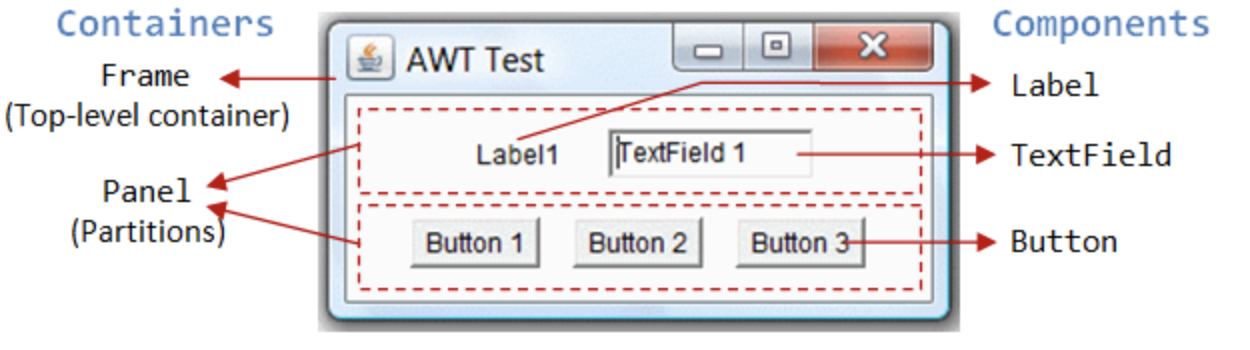 Containers
Components
Frame
(Top-level container)
AWT Test
Label
Label1
TextField 1
TextField
Panel
(Partitions)
Button 1
Button 2
Button 3
Button